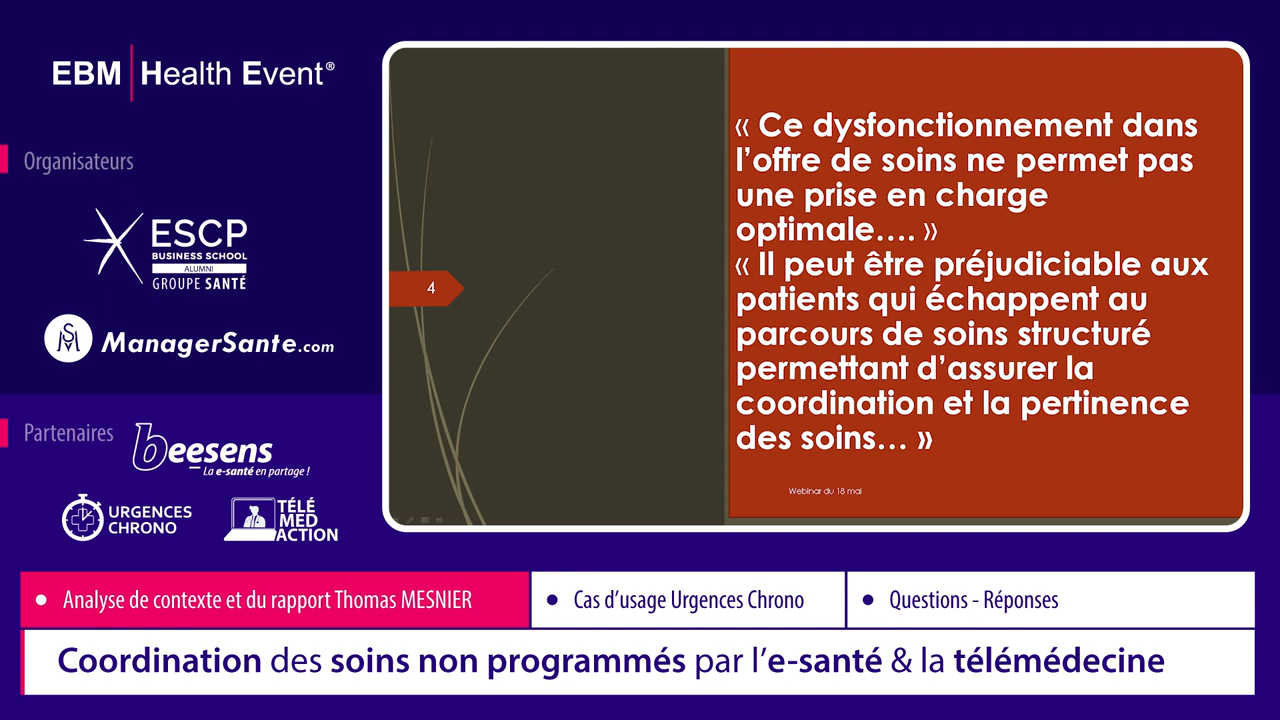 EBM Health Event®
Organisateurs
ESCP
BUSINESS SCHOOL
ALUMNI
GROUPE SANTÉ
SM ManagerSante.com
Partenaires
beesens
La e-santé en partage !
URGENCES
CHRONO
TÉLÉ
MED
ACTION
4
« Ce dysfonctionnement dans
l’offre de soins ne permet pas
une prise en charge
optimale.... »
« Il peut être préjudiciable aux
patients qui échappent au
parcours de soins structuré
permettant d’assurer la
coordination et la pertinence
des soins... »
Webinar du 18 mai
• Analyse de contexte et du rapport Thomas MESNIER
• Cas d’usage Urgences Chrono
• Questions - Réponses
Coordination des soins non programmés par l’e-santé & la télémédecine